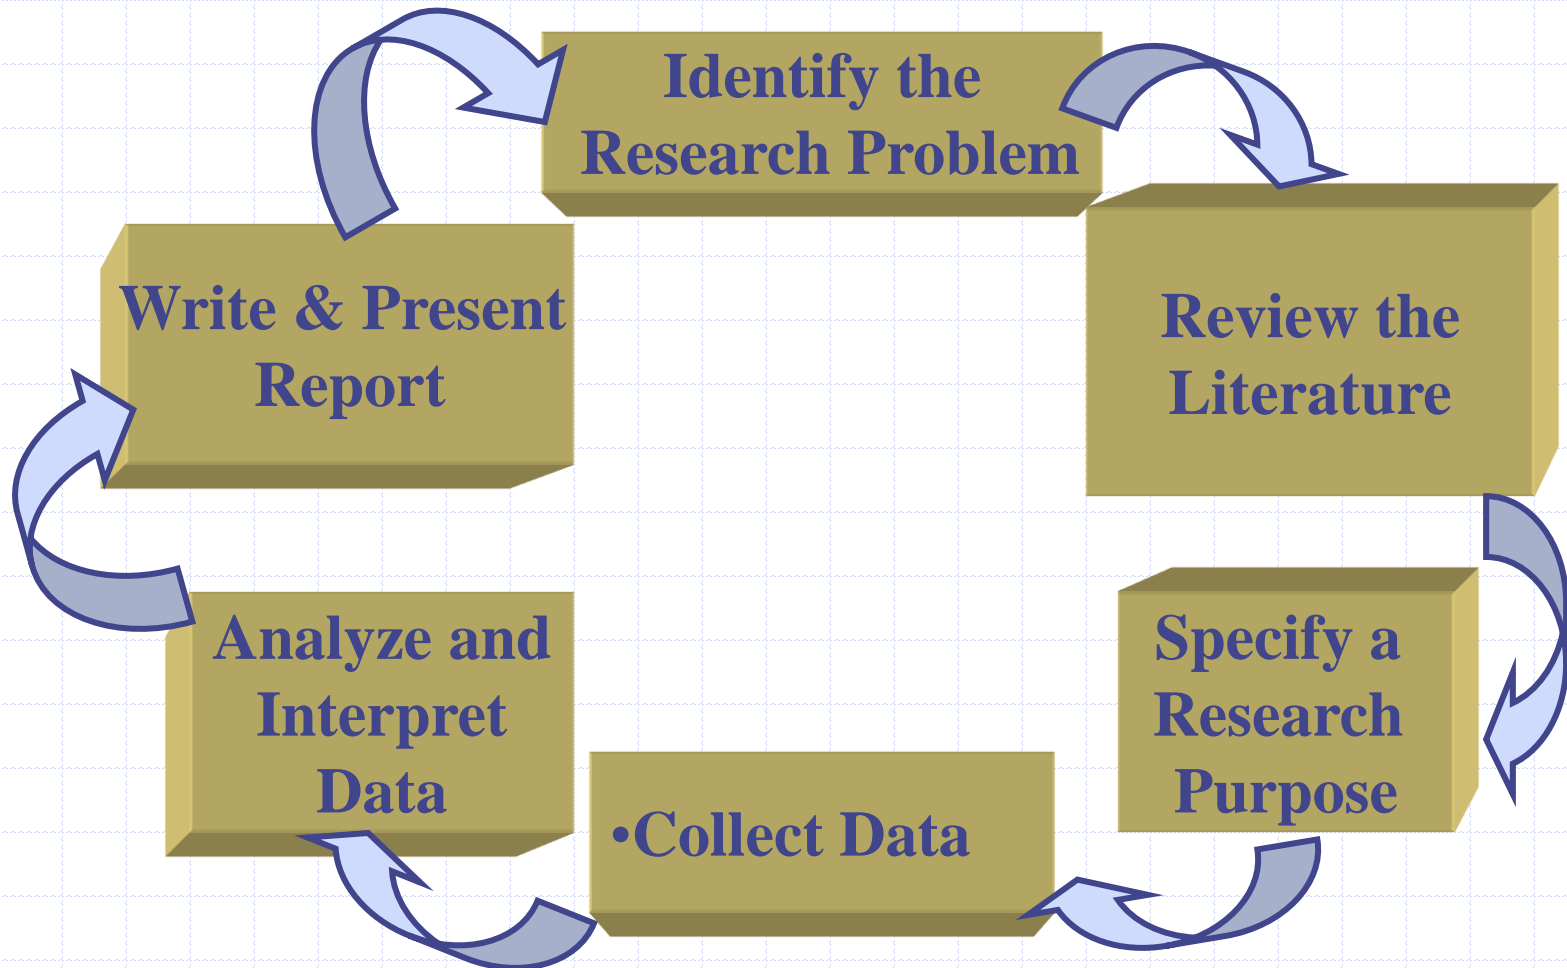 Identify the
Research Problem
Review the
Literature
Specify a
Research
Purpose
•Collect Data
Analyze and
Interpret
Data
Write & Present
Report